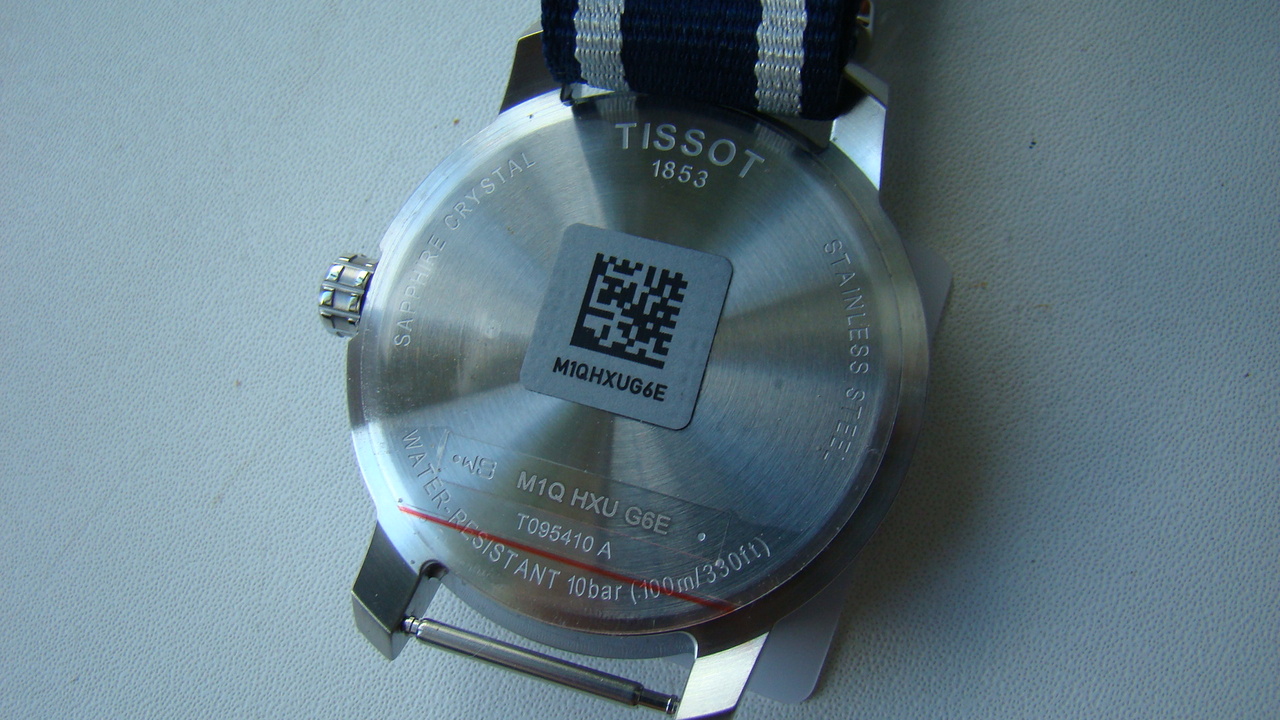 TISSOT
1853
SAPPHIRE CRYSTAL
STAINLESS STEEL
M1QHXUG6E
M1Q HXU G6E
T095410 A
WATER-RESISTANT 10bar (100m/330ft)